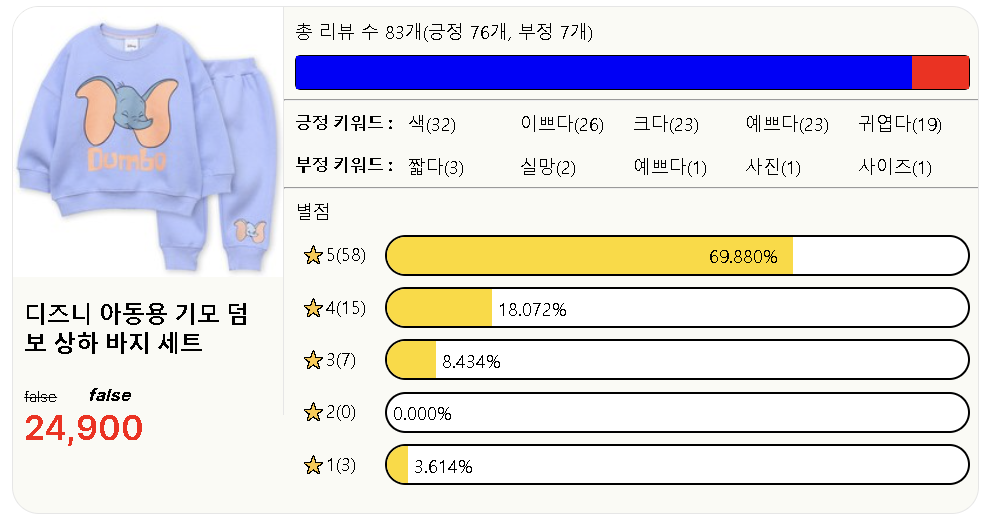 Dumbo
디즈니 아동용 기모 덤
보 상하 바지 세트
false false
24,900
총 리뷰 수 83개(긍정 76개, 부정 7개)
긍정 키워드 : 색(32) 이쁘다(26) 크다(23) 예쁘다(23) 귀엽다(19)
부정 키워드 : 짧다(3) 실망(2) 예쁘다(1) 사진(1) 사이즈(1)
별점
5(58) 69.880%
4(15) 18.072%
3(7) 8.434%
2(0) 0.000%
1(3) 3.614%